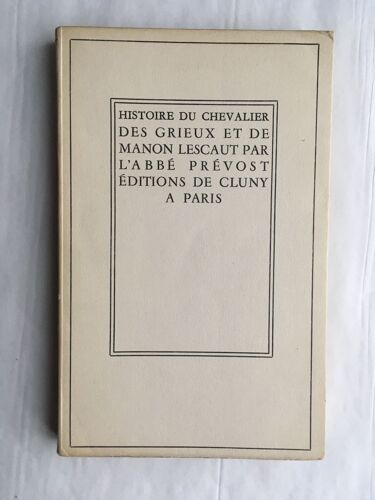 HISTOIRE DU CHEVALIER
DES GRIEUX ET DE
MANON LESCAUT PAR
L'ABBÉ PRÉVOST
ÉDITIONS DE CLUNY
A PARIS